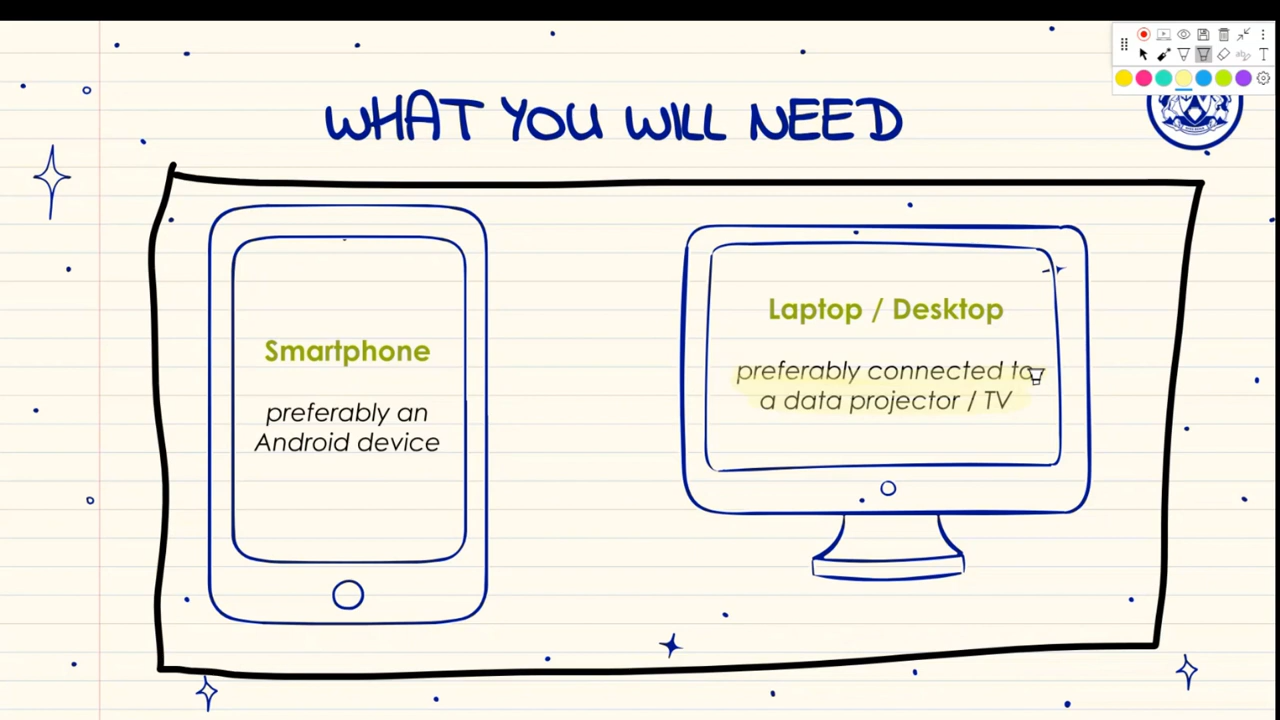 WHAT YOU WILL NEED
Smartphone
preferably an
Android device
Laptop / Desktop
preferably connected to
a data projector / TV